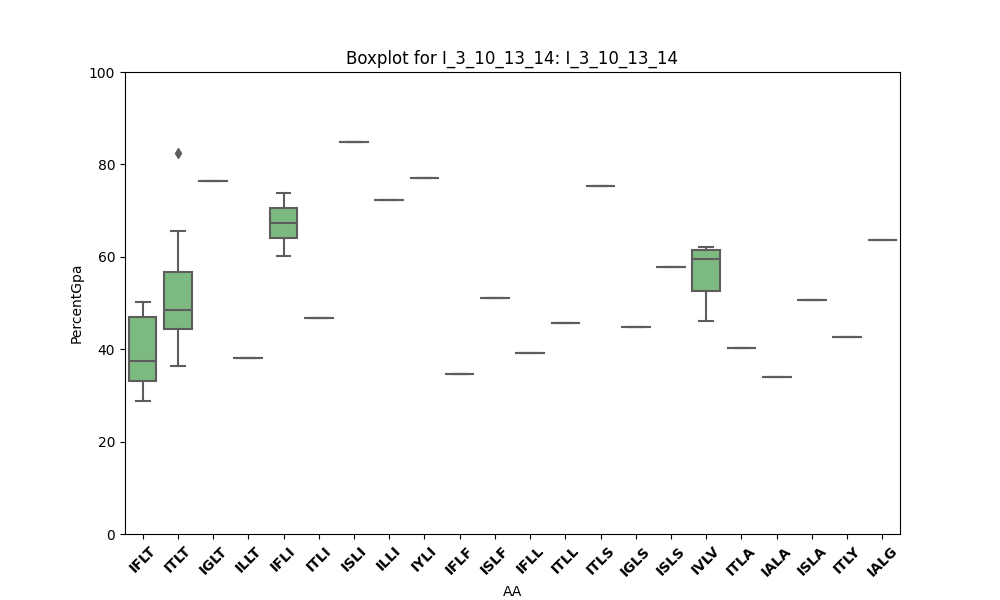 Boxplot for I_3_10_13_14: I_3_10_13_14
100
80
60
40
20
0
PercentGpa
IFLT ITLT IGLT ILLT IFLI ITLI ISLI ILLI IYLI IFLF ISLF IFLL ITLL ITLS IGLS ISLS IVLV ITLA IALA ISLA ITLY IALG
AA